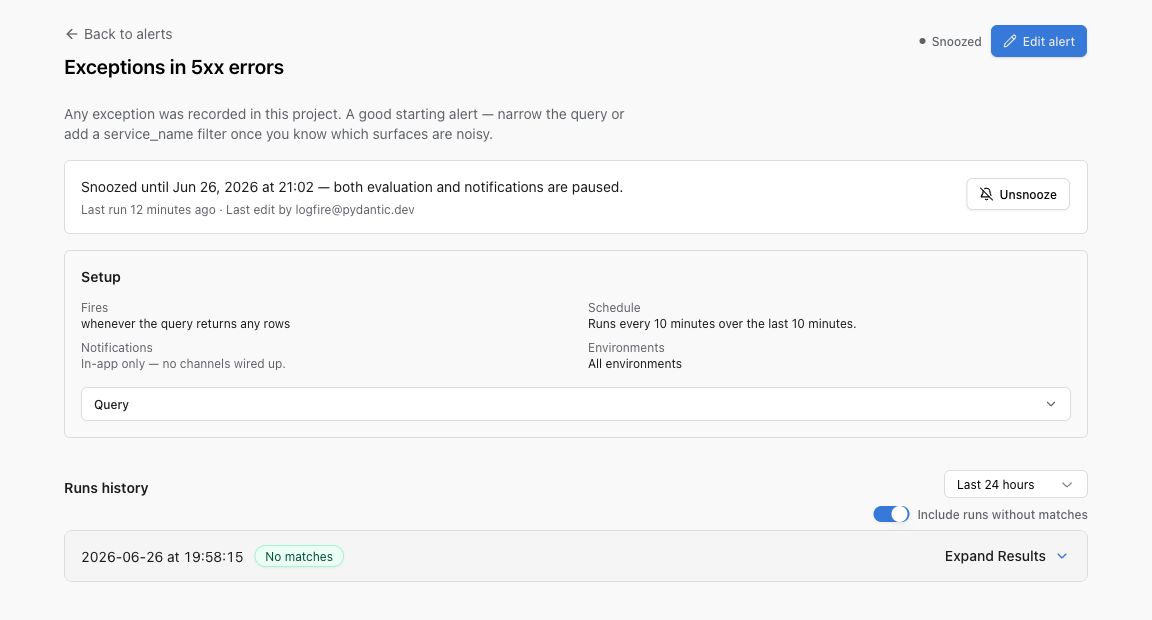 Back to alerts
Snoozed
Edit alert
Exceptions in 5xx errors
Any exception was recorded in this project. A good starting alert — narrow the query or
add a service_name filter once you know which surfaces are noisy.
Snoozed until Jun 26, 2026 at 21:02 — both evaluation and notifications are paused.
Last run 12 minutes ago · Last edit by logfire@pydantic.dev
Unsnooze
Setup
Fires
whenever the query returns any rows
Schedule
Runs every 10 minutes over the last 10 minutes.
Notifications
In-app only — no channels wired up.
Environments
All environments
Query
Runs history
Last 24 hours
Include runs without matches
2026-06-26 at 19:58:15
No matches
Expand Results